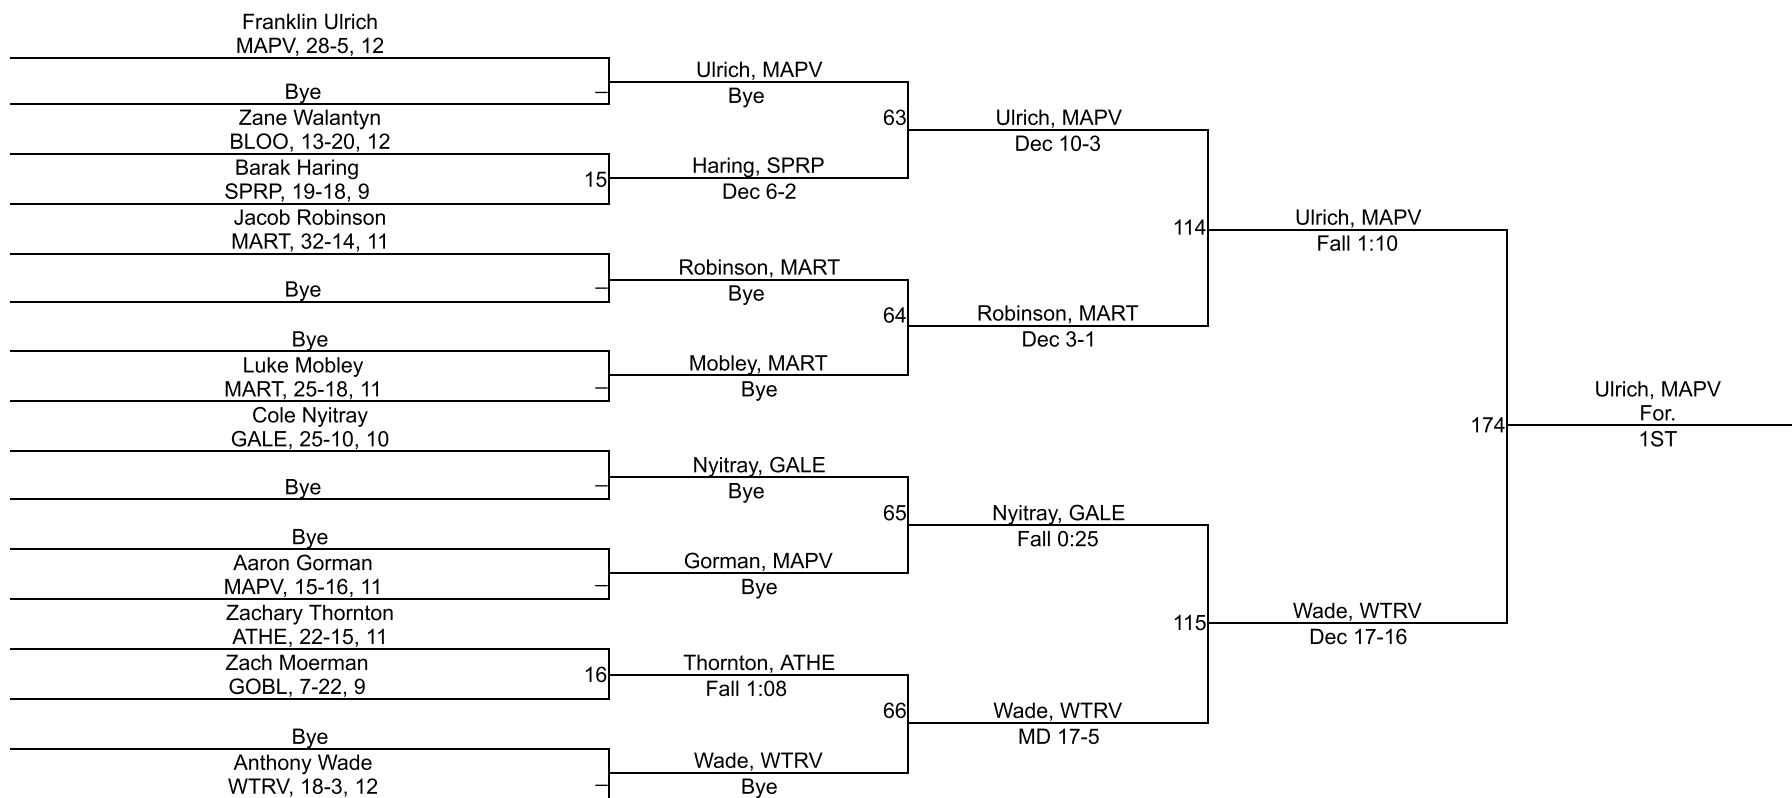 Franklin Ulrich
MAPV, 28-5, 12
Bye
Zane Walantyn
BLOO, 13-20, 12
Barak Haring
SPRP, 19-18, 9
Jacob Robinson
MART, 32-14, 11
Bye
Bye
Luke Mobley
MART, 25-18, 11
Cole Nyitray
GALE, 25-10, 10
Bye
Bye
Aaron Gorman
MAPV, 15-16, 11
Zachary Thornton
ATHE, 22-15, 11
Zach Moerman
GOBL, 7-22, 9
Bye
Anthony Wade
WTRV, 18-3, 12
–
15
–
–
–
–
16
–
Ulrich, MAPV
Bye
Haring, SPRP
Dec 6-2
Robinson, MART
Bye
Mobley, MART
Bye
Nyitray, GALE
Bye
Gorman, MAPV
Bye
Thornton, ATHE
Fall 1:08
Wade, WTRV
Bye
63
64
65
66
Ulrich, MAPV
Dec 10-3
Robinson, MART
Dec 3-1
Nyitray, GALE
Fall 0:25
Wade, WTRV
MD 17-5
114
115
Ulrich, MAPV
Fall 1:10
Wade, WTRV
Dec 17-16
174
Ulrich, MAPV
For.
1ST